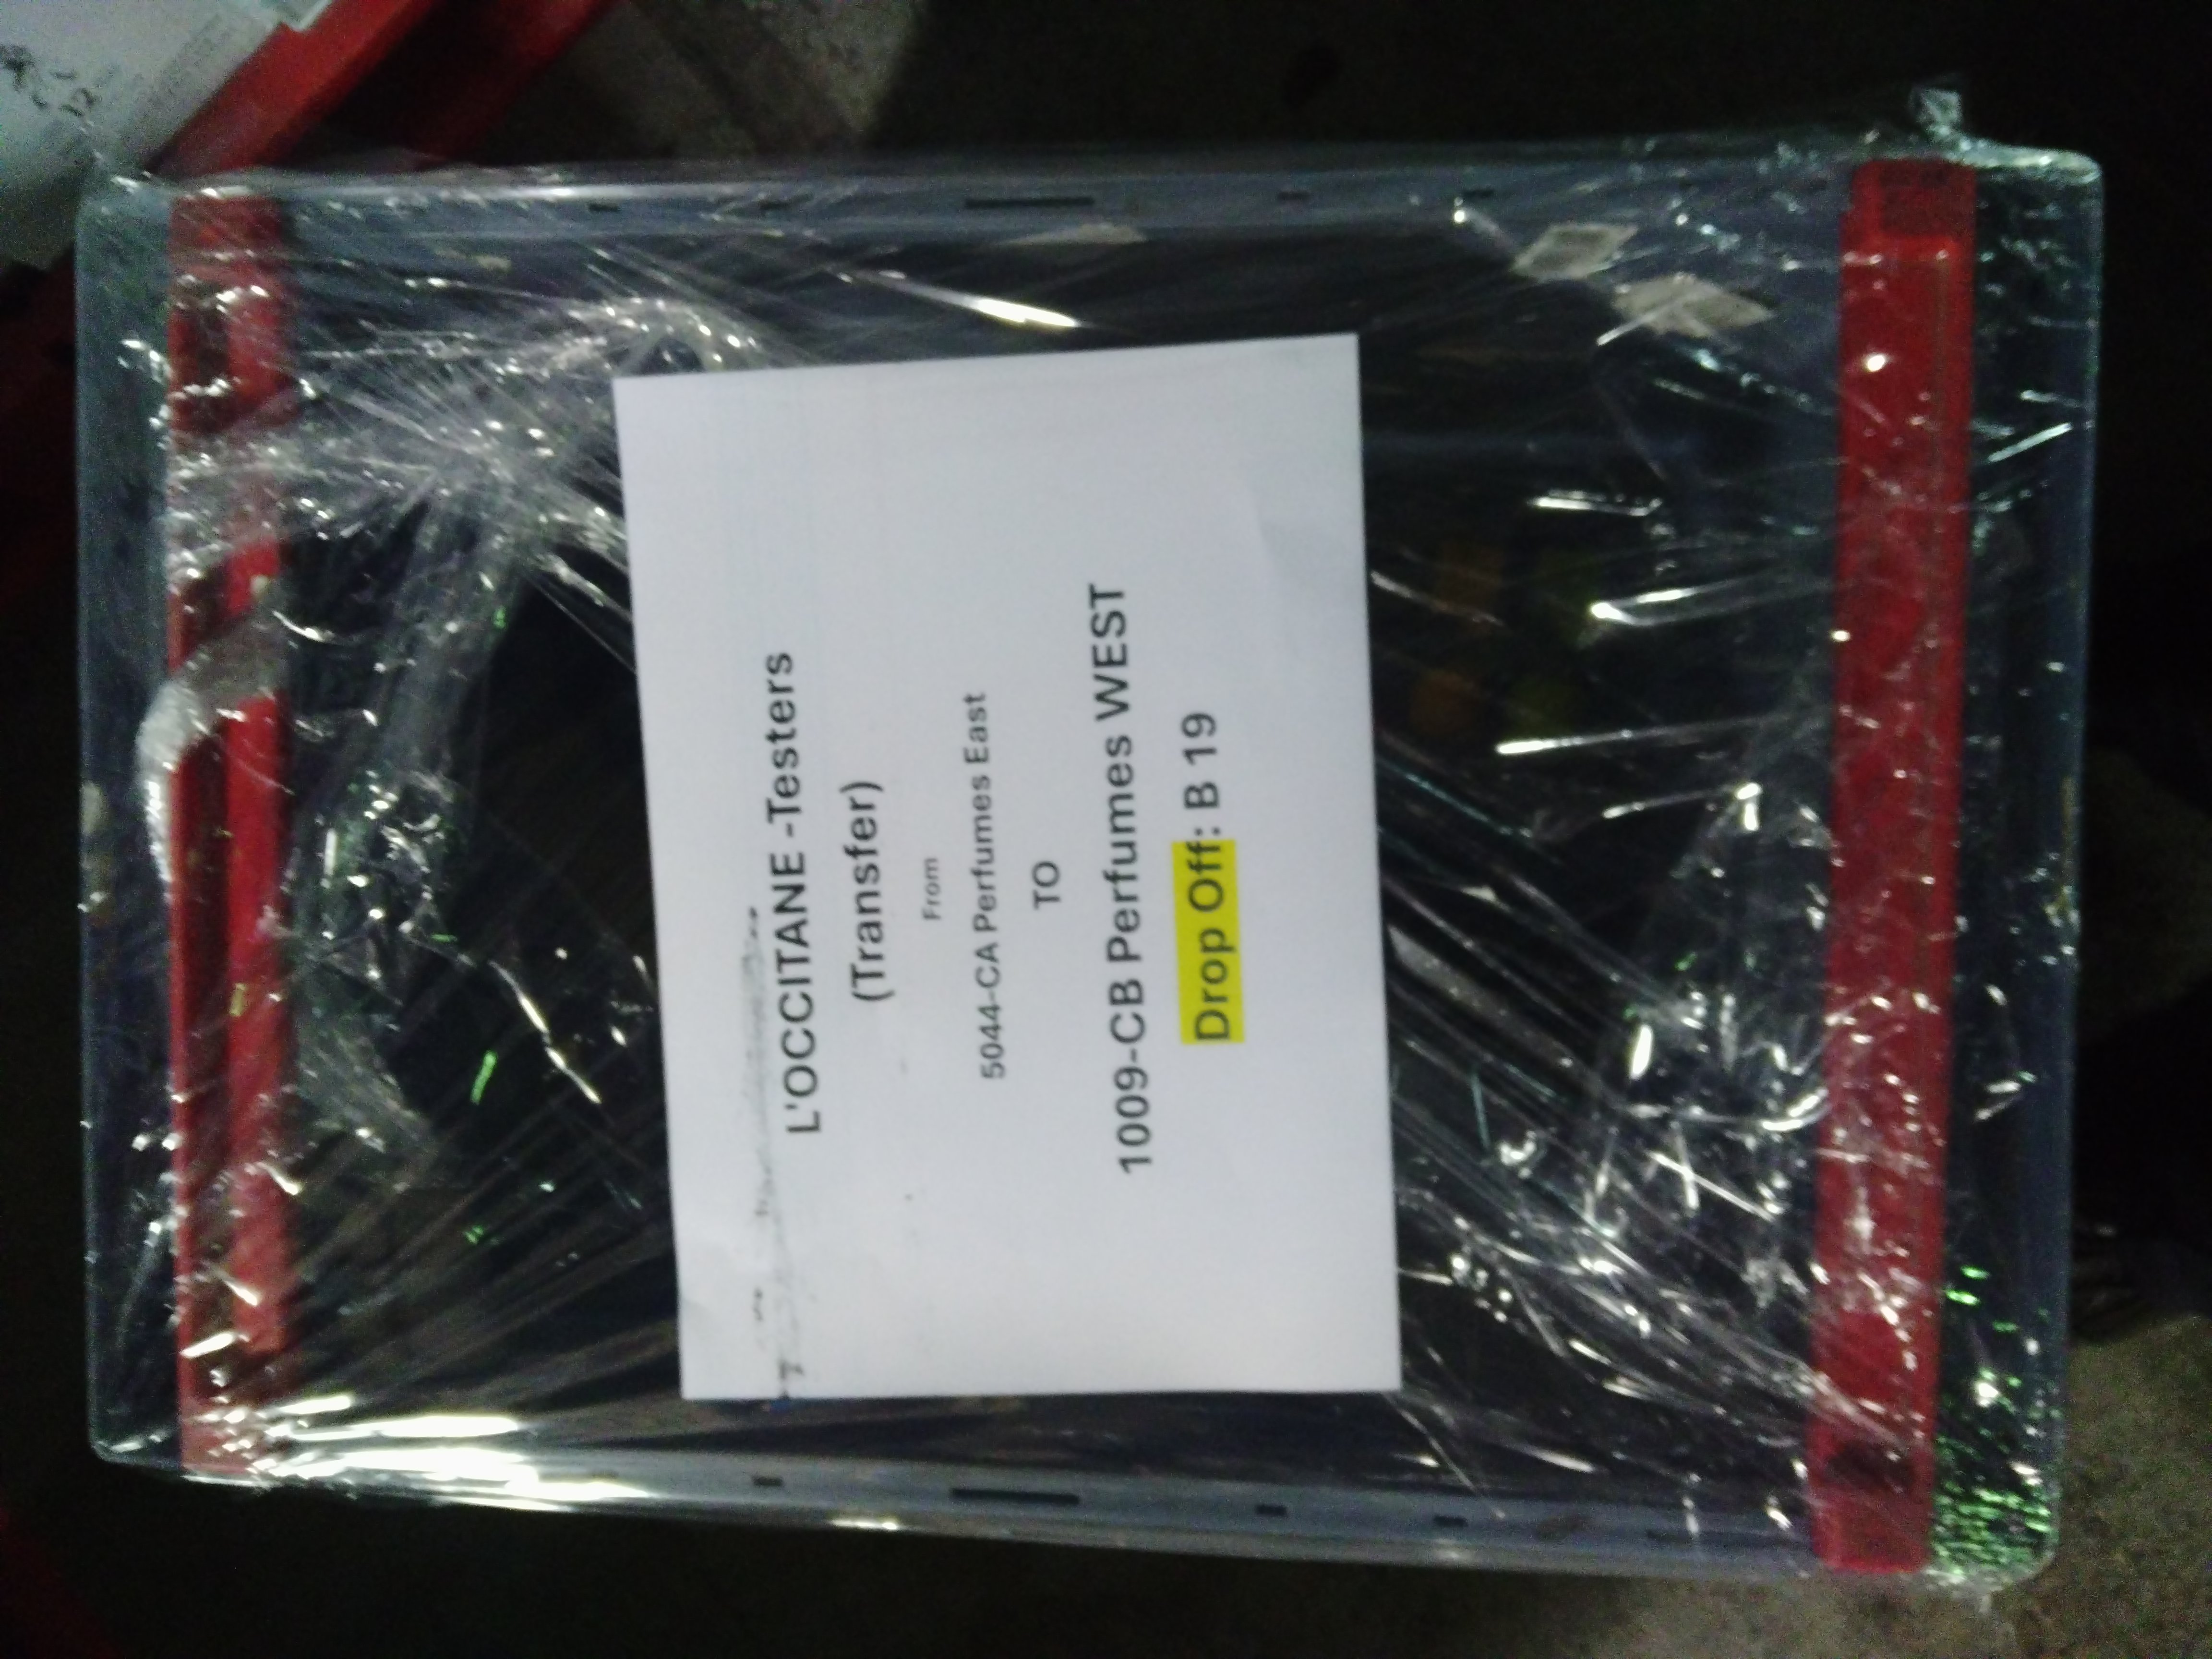 L'OCCITANE -Testers
(Transfer)
From
5044-CA Perfumes East
TO
1009-CB Perfumes WEST
Drop Off: B 19